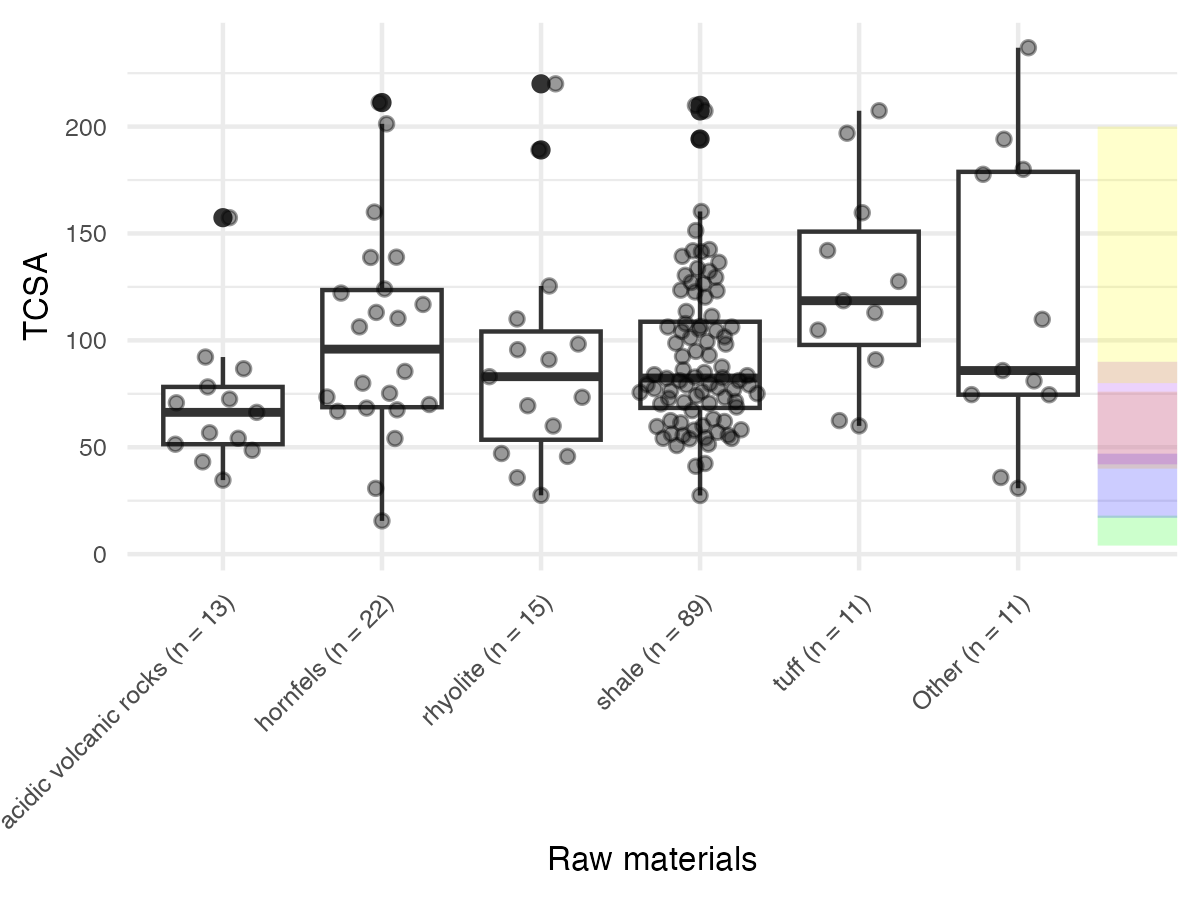 TCSA
200
150
100
50
0
acidic volcanic rocks (n = 13)
hornfels (n = 22)
rhyolite (n = 15)
shale (n = 89)
tuff (n = 11)
Other (n = 11)
Raw materials